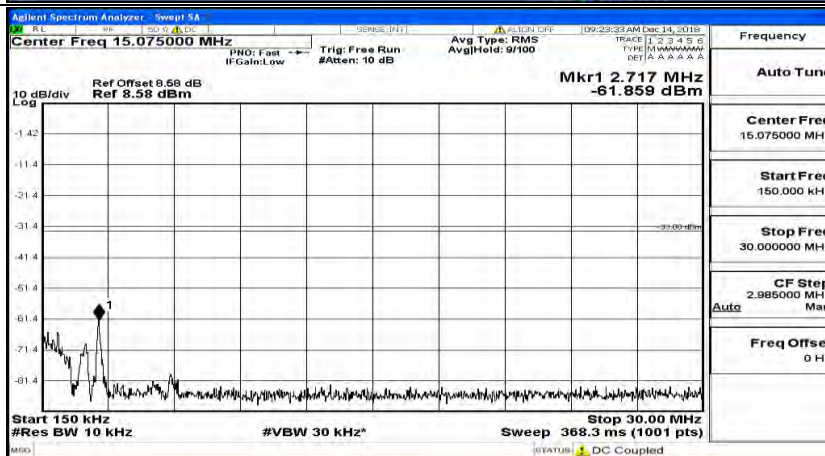 Agilent Spectrum Analyzer - Swept SA
RL RF 50 Ω DC SENSE:INT ALIGN OFF 09:23:33 AM Dec 14, 2018
Center Freq 15.075000 MHz
PNO: Fast
IFGain:Low
Trig: Free Run
#Atten: 10 dB
Avg Type: RMS
Avg|Hold: 9/100
TRACE 1 2 3 4 5 6
TYPE
DET A A A A A A
Mkr1 2.717 MHz
-61.859 dBm
Ref Offset 8.58 dB
10 dB/div Ref 8.58 dBm
Log
-1.42
-11.4
-21.4
-31.4
-33.00 dBm
-41.4
-51.4
-61.4
1
-71.4
-81.4
Start 150 kHz
Stop 30.00 MHz
#Res BW 10 kHz
#VBW 30 kHz*
Sweep 368.3 ms (1001 pts)
MSG
STATUS DC Coupled
Frequency
Auto Tun
Center Fre
15.075000 MH
Start Fre
150.000 kH
Stop Fre
30.000000 MH
CF Step
2.985000 MH
Auto Ma
Freq Offse
0 H